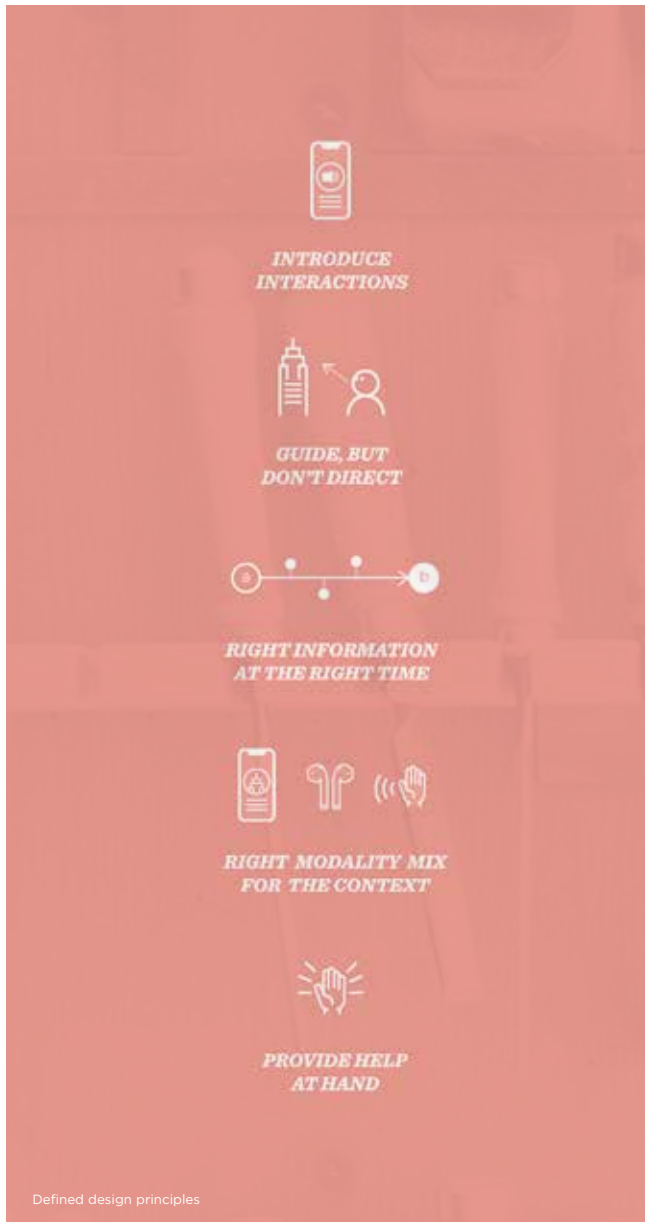 INTRODUCE
INTERACTIONS
GUIDE, BUT
DON'T DIRECT
a
b
RIGHT INFORMATION
AT THE RIGHT TIME
RIGHT MODALITY MIX
FOR THE CONTEXT
PROVIDE HELP
AT HAND
Defined design principles